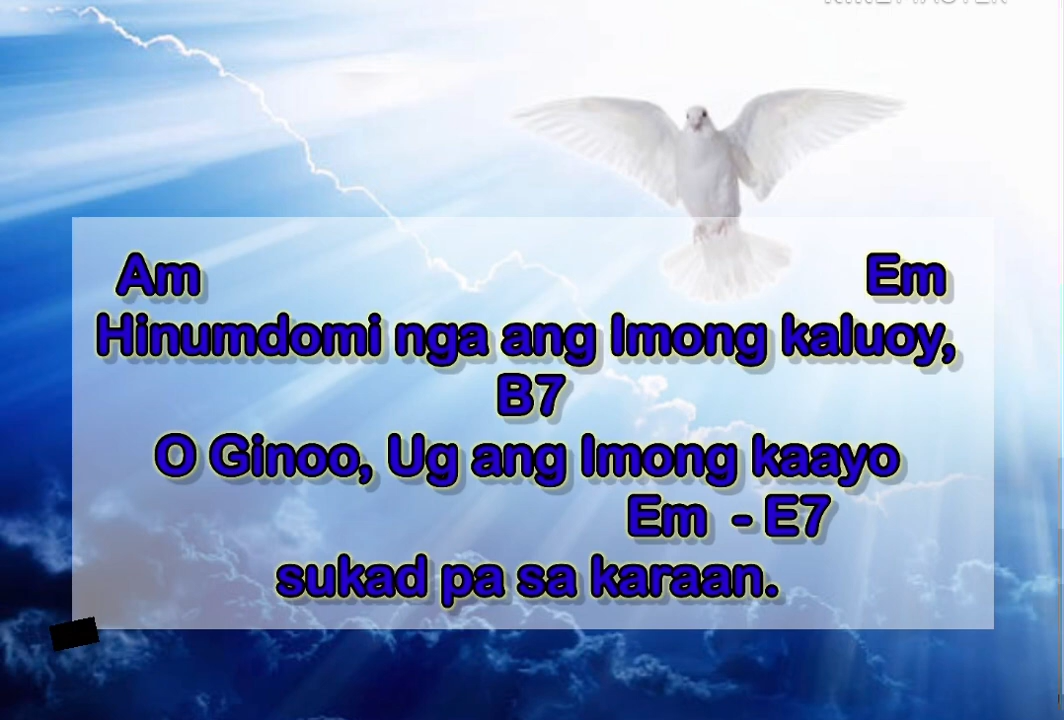 KINEMASTER
Am Em
Hinumdomi nga ang Imong kaluoy,
B7
O Ginoo, Ug ang Imong kaayo
Em - E7
sukad pa sa karaan.